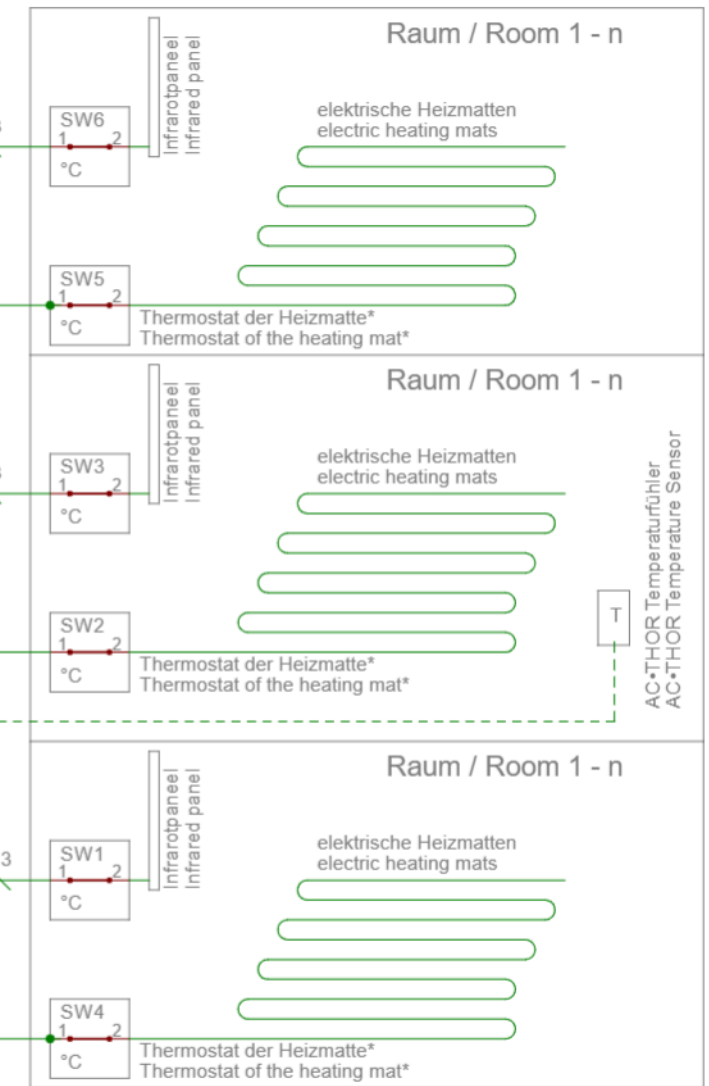 Raum / Room 1 - n
Infrarotpaneel
Infrared panel
elektrische Heizmatten
electric heating mats
SW6
1 2
°C
SW5
1 2
°C
Thermostat der Heizmatte*
Thermostat of the heating mat*
Raum / Room 1 - n
Infrarotpaneel
Infrared panel
elektrische Heizmatten
electric heating mats
SW3
1 2
°C
AC•THOR Temperaturfühler
AC•THOR Temperature Sensor
T
SW2
1 2
°C
Thermostat der Heizmatte*
Thermostat of the heating mat*
Raum / Room 1 - n
Infrarotpaneel
Infrared panel
elektrische Heizmatten
electric heating mats
3
SW1
1 2
°C
SW4
1 2
°C
Thermostat der Heizmatte*
Thermostat of the heating mat*